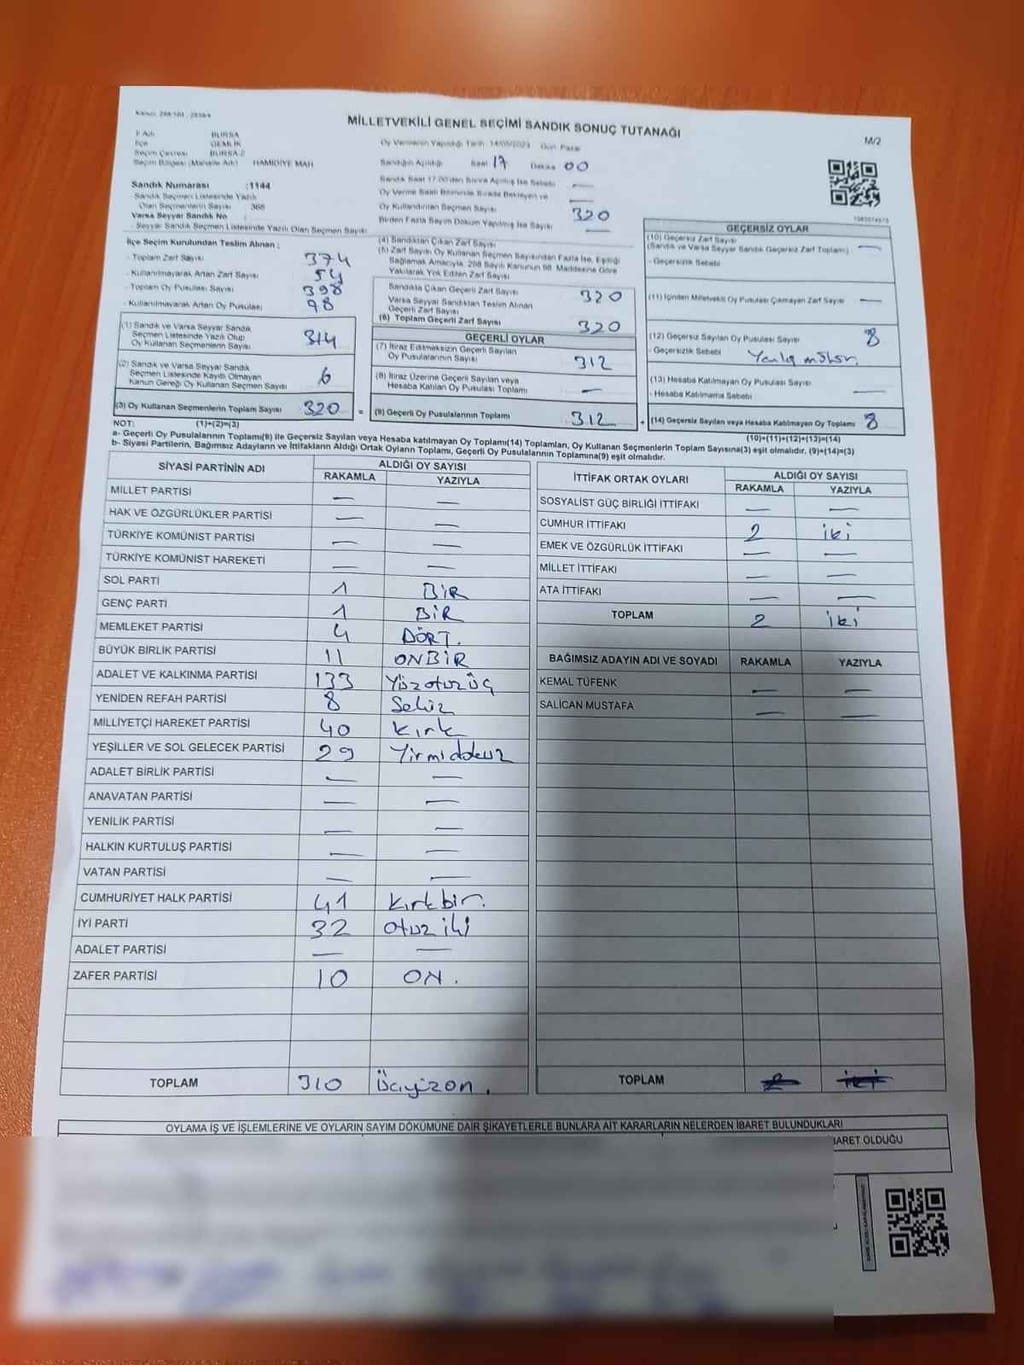 MİLLETVEKİLİ GENEL SEÇİMİ SANDIK SONUÇ TUTANAĞI
M/2
İl Adı BURSA
İlçe GEMLİK
Seçim Çevresi BURSA-2
Seçim Bölgesi (Mahalle Adı) HAMİDİYE MAH
Oy Vermenin Yapıldığı Tarih 14/05/2023 Gün Pazar
Sandığın Açıldığı Saat 17 Dakika 00
Sandık Saat 17.00'den Sonra Açılmış İse Sebebi —
Oy Verme Saati Bitiminde Sırada Bekleyen ve
Oy Kullandırılan Seçmen Sayısı 320
Birden Fazla Sayım Döküm Yapılmış İse Sayısı —
Sandık Numarası :1144
Sandık Seçmen Listesinde Yazılı
Olan Seçmenlerin Sayısı : 368
Varsa Seyyar Sandık No :
Seyyar Sandık Seçmen Listesinde Yazılı Olan Seçmen Sayısı
İlçe Seçim Kurulundan Teslim Alınan ;
- Toplam Zarf Sayısı 374
- Kullanılmayarak Artan Zarf Sayısı 54
- Toplam Oy Pusulası Sayısı 398
- Kullanılmayarak Artan Oy Pusulası
(1) Sandık ve Varsa Seyyar Sandık
Seçmen Listesinde Yazılı Olup
Oy Kullanan Seçmenlerin Sayısı 314
(2) Sandık ve Varsa Seyyar Sandık
Seçmen Listesinde Kayıtlı Olmayan
Kanun Gereği Oy Kullanan Seçmen Sayısı 6
(3) Oy Kullanan Seçmenlerin Toplam Sayısı 320 =
(4) Sandıktan Çıkan Zarf Sayısı
(5) Zarf Sayısı Oy Kullanan Seçmen Sayısından Fazla İse, Eşitliği
Sağlamak Amacıyla, 298 Sayılı Kanunun 98. Maddesine Göre
Yakılarak Yok Edilen Zarf Sayısı
Sandıkta Çıkan Geçerli Zarf Sayısı 320
Varsa Seyyar Sandıktan Teslim Alınan
Geçerli Zarf Sayısı
(6) Toplam Geçerli Zarf Sayısı 320
GEÇERLİ OYLAR
(7) İtiraz Edilmeksizin Geçerli Sayılan
Oy Pusulalarının Sayısı 312
(8) İtiraz Üzerine Geçerli Sayılan veya
Hesaba Katılan Oy Pusulası Toplamı —
(9) Geçerli Oy Pusulalarının Toplamı 312 +
GEÇERSİZ OYLAR
(10) Geçersiz Zarf Sayısı
(Sandık ve Varsa Seyyar Sandık Geçersiz Zarf Toplamı) —
- Geçersizlik Sebebi
(11) İçinden Milletvekili Oy Pusulası Çıkmayan Zarf Sayısı —
(12) Geçersiz Sayılan Oy Pusulası Sayısı 8
- Geçersizlik Sebebi
(13) Hesaba Katılmayan Oy Pusulası Sayısı
- Hesaba Katılmama Sebebi —
(14) Geçersiz Sayılan veya Hesaba Katılmayan Oy Toplamı 8
NOT: (1)+(2)=(3) (10)+(11)+(12)+(13)=(14)
a- Geçerli Oy Pusulalarının Toplamı(9) ile Geçersiz Sayılan veya Hesaba katılmayan Oy Toplamı(14) Toplamları, Oy Kullanan Seçmenlerin Toplam Sayısına(3) eşit olmalıdır. (9)+(14)=(3)
b- Siyasi Partilerin, Bağımsız Adayların ve İttifakların Aldığı Ortak Oyların Toplamı, Geçerli Oy Pusulalarının Toplamına(9) eşit olmalıdır.
SİYASİ PARTİNİN ADI ALDIĞI OY SAYISI
RAKAMLA YAZIYLA
MİLLET PARTİSİ — —
HAK VE ÖZGÜRLÜKLER PARTİSİ — —
TÜRKİYE KOMÜNİST PARTİSİ — —
TÜRKİYE KOMÜNİST HAREKETİ — —
SOL PARTİ 1 BİR
GENÇ PARTİ 1 BİR
MEMLEKET PARTİSİ 4 DÖRT.
BÜYÜK BİRLİK PARTİSİ 11 ONBİR
ADALET VE KALKINMA PARTİSİ 133 Yüzotuzüç
YENİDEN REFAH PARTİSİ 8 Sekiz
MİLLİYETÇİ HAREKET PARTİSİ 40 Kırk
YEŞİLLER VE SOL GELECEK PARTİSİ 29 Yirmidokuz
ADALET BİRLİK PARTİSİ — —
ANAVATAN PARTİSİ — —
YENİLİK PARTİSİ — —
HALKIN KURTULUŞ PARTİSİ — —
VATAN PARTİSİ — —
CUMHURİYET HALK PARTİSİ 41 Kırkbir.
İYİ PARTİ 32 otuz iki
ADALET PARTİSİ — —
ZAFER PARTİSİ 10 ON.
TOPLAM 310 Üçyüzon.
İTTİFAK ORTAK OYLARI ALDIĞI OY SAYISI
RAKAMLA YAZIYLA
SOSYALİST GÜÇ BİRLİĞİ İTTİFAKI — —
CUMHUR İTTİFAKI 2 iki
EMEK VE ÖZGÜRLÜK İTTİFAKI — —
MİLLET İTTİFAKI — —
ATA İTTİFAKI — —
TOPLAM 2 iki
BAĞIMSIZ ADAYIN ADI VE SOYADI RAKAMLA YAZIYLA
KEMAL TÜFENK — —
SALİCAN MUSTAFA — —
TOPLAM 2 iki
OYLAMA İŞ VE İŞLEMLERİNE VE OYLARIN SAYIM DÖKÜMÜNE DAİR ŞİKAYETLERLE BUNLARA AİT KARARLARIN NELERDEN İBARET BULUNDUKLARI
BARET OLDUĞU